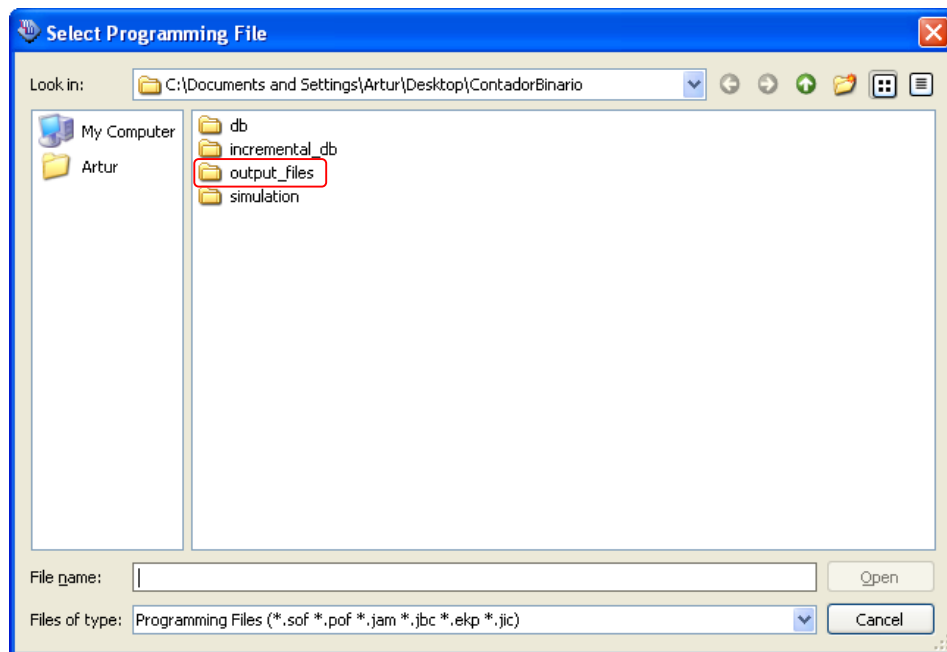 Select Programming File
Look in: C:\Documents and Settings\Artur\Desktop\ContadorBinario
My Computer
Artur
db
incremental_db
output_files
simulation
File name:
Open
Files of type: Programming Files (*.sof *.pof *.jam *.jbc *.ekp *.jic)
Cancel